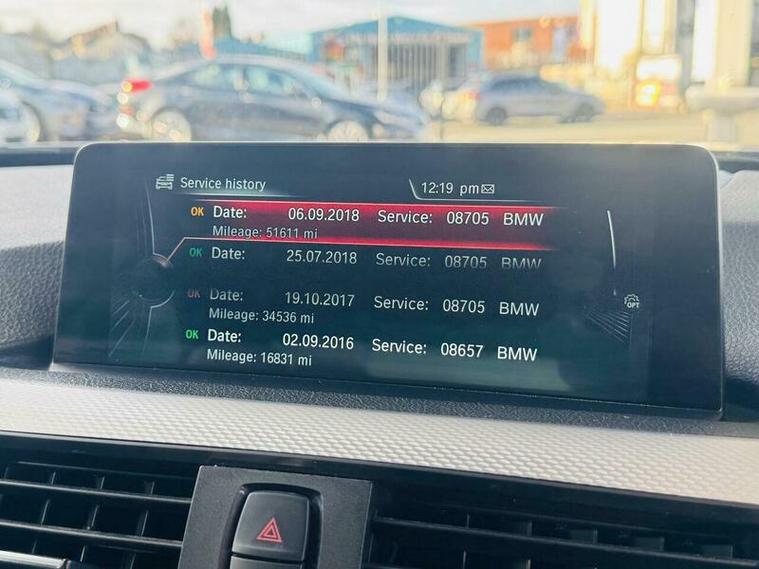 Service history 12:19 pm
OK Date: 06.09.2018 Service: 08705 BMW
Mileage: 51611 mi
OK Date: 25.07.2018 Service: 08705 BMW
OK Date: 19.10.2017 Service: 08705 BMW
Mileage: 34536 mi
OK Date: 02.09.2016 Service: 08657 BMW
Mileage: 16831 mi
OPT